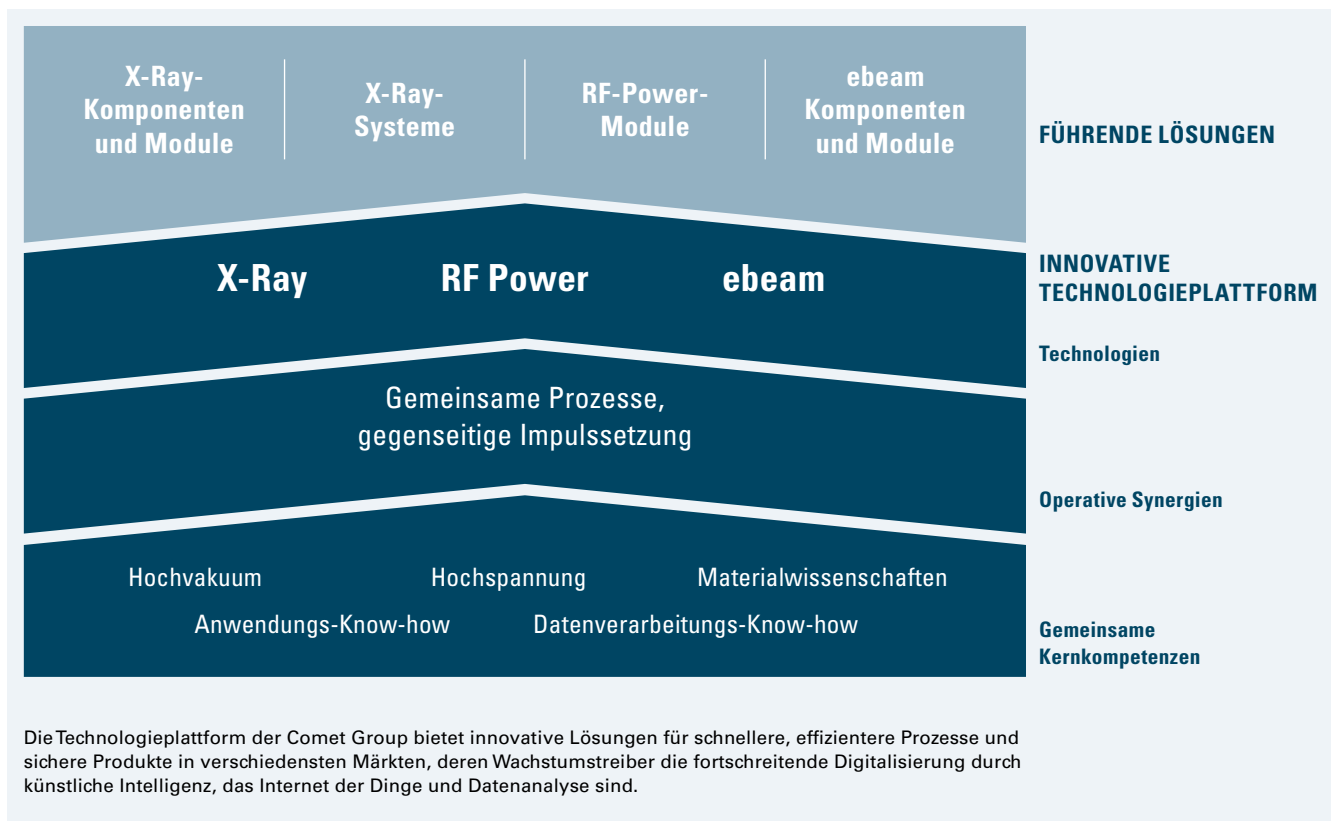 X-Ray-
Komponenten
und Module
X-Ray-
Systeme
RF-Power-
Module
ebeam
Komponenten
und Module
FÜHRENDE LÖSUNGEN
X-Ray
RF Power
ebeam
INNOVATIVE
TECHNOLOGIEPLATTFORM
Technologien
Gemeinsame Prozesse,
gegenseitige Impulssetzung
Operative Synergien
Hochvakuum
Hochspannung
Materialwissenschaften
Anwendungs-Know-how
Datenverarbeitungs-Know-how
Gemeinsame
Kernkompetenzen
Die Technologieplattform der Comet Group bietet innovative Lösungen für schnellere, effizientere Prozesse und
sichere Produkte in verschiedensten Märkten, deren Wachstumstreiber die fortschreitende Digitalisierung durch
künstliche Intelligenz, das Internet der Dinge und Datenanalyse sind.